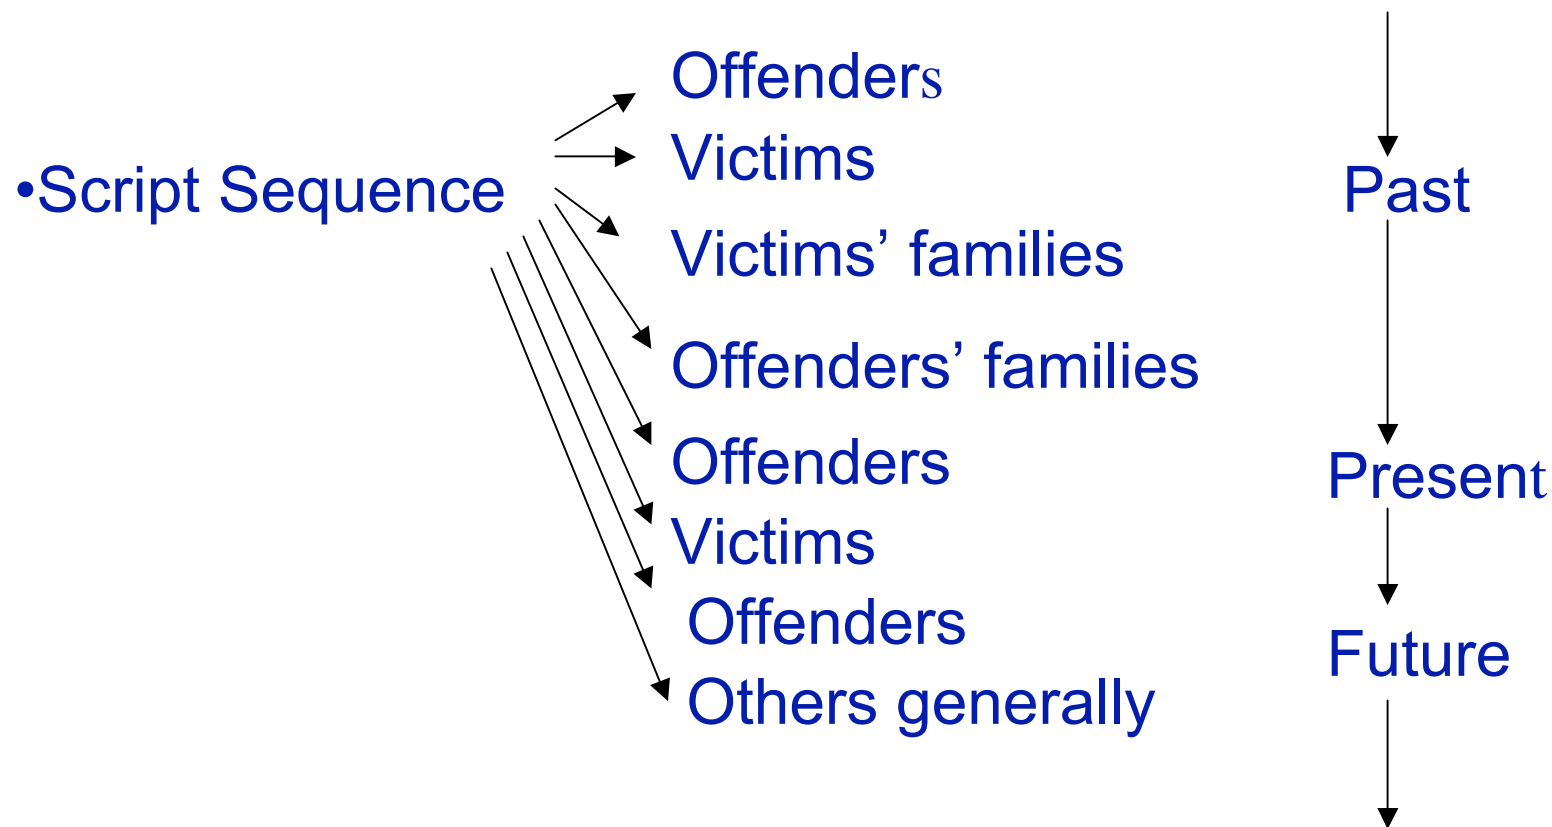 •Script Sequence
Offenders
Victims
Victims’ families
Offenders’ families
Offenders
Victims
Offenders
Others generally
Past
Present
Future